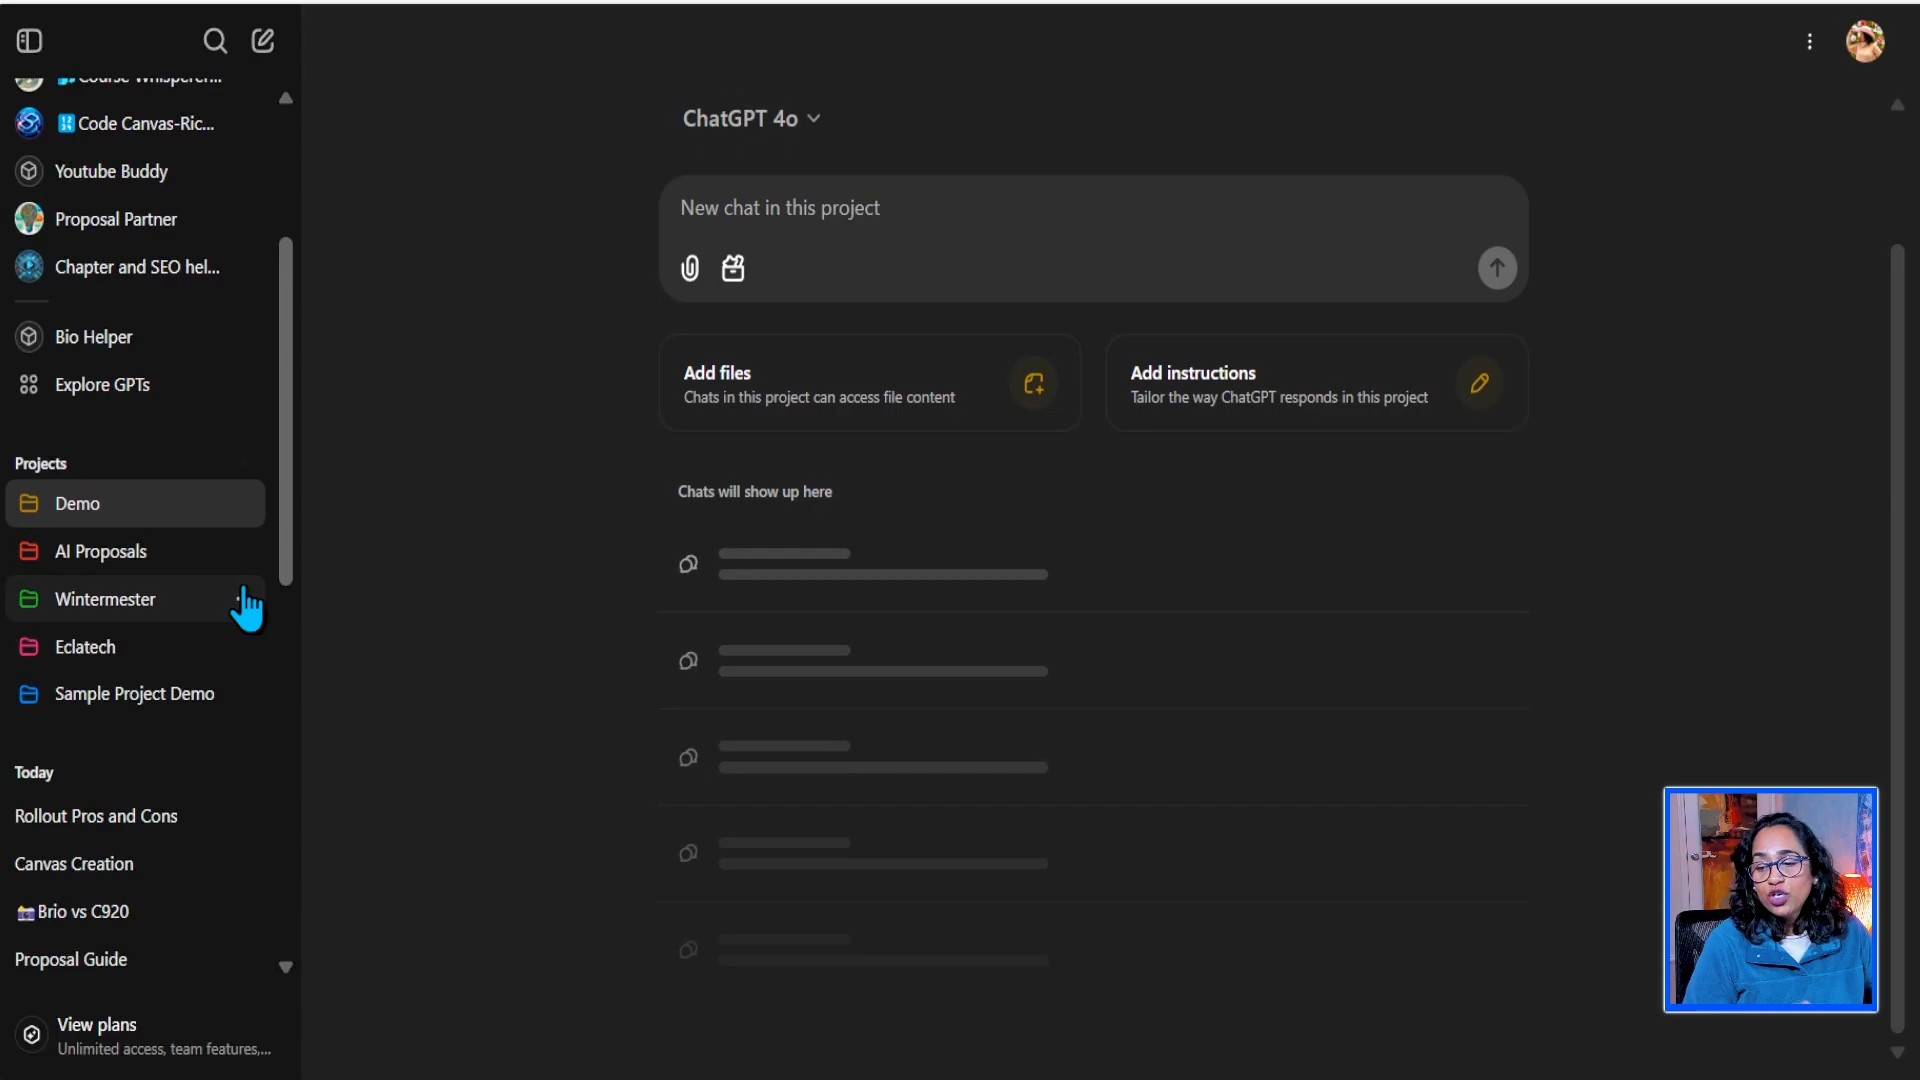 Course Whisperer...
Code Canvas-Ric...
Youtube Buddy
Proposal Partner
Chapter and SEO hel...
Bio Helper
Explore GPTs
Projects
Demo
AI Proposals
Wintermester
Eclatech
Sample Project Demo
Today
Rollout Pros and Cons
Canvas Creation
Brio vs C920
Proposal Guide
View plans
Unlimited access, team features,...
ChatGPT 4o
New chat in this project
Add files
Chats in this project can access file content
Add instructions
Tailor the way ChatGPT responds in this project
Chats will show up here